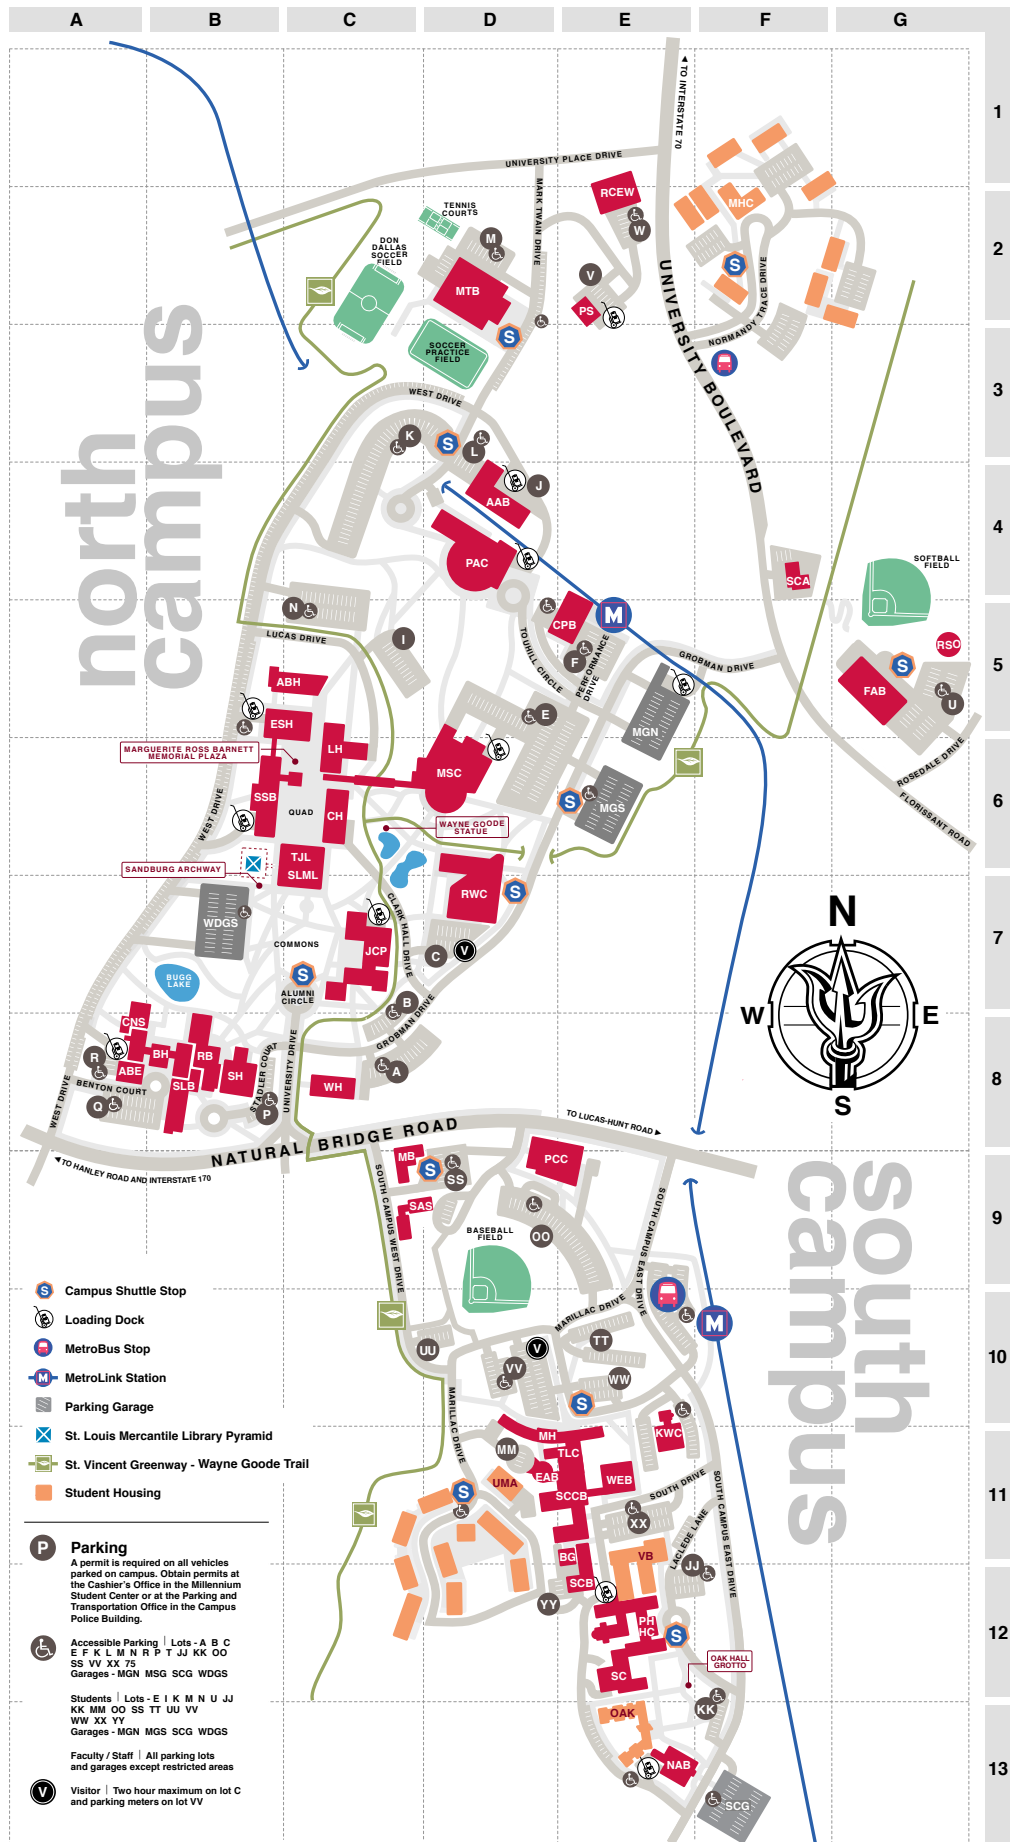 A B C D E F G
1
TO INTERSTATE 70
UNIVERSITY PLACE DRIVE
MARK TWAIN DRIVE
RCEW
W
MHC
2
TENNIS
COURTS
M
DON
DALLAS
SOCCER
FIELD
MTB
V
PS
S
S
NORMANDY TRACE DRIVE
UNIVERSITY BOULEVARD
SOCCER
PRACTICE
FIELD
3
WEST DRIVE
K
S
L
north
campus
AAB
J
4
PAC
SCA
SOFTBALL
FIELD
N
LUCAS DRIVE
I
CPB
M
F
TOUHILL CIRCLE
PERFORMANCE
DRIVE
GROBMAN DRIVE
RSO
S
FAB
U
5
ABH
ESH
E
MGN
LH
MARGUERITE ROSS BARNETT
MEMORIAL PLAZA
MSC
ROSEDALE DRIVE
FLORISSANT ROAD
6
SSB
QUAD
CH
S
MGS
WEST DRIVE
WAYNE GOODE
STATUE
TJL
SLML
SANDBURG ARCHWAY
RWC
S
WDGS
CLARK HALL DRIVE
JCP
COMMONS
C
V
7
N
W
E
S
BUGG
LAKE
S
ALUMNI
CIRCLE
B
GROBMAN DRIVE
CNS
R
ABE
BH
RB
SLB
SH
STADLER COURT
UNIVERSITY DRIVE
WH
A
8
BENTON COURT
Q
P
WEST DRIVE
NATURAL BRIDGE ROAD
TO LUCAS-HUNT ROAD
TO HANLEY ROAD AND INTERSTATE 170
MB
S
SS
PCC
SAS
south
campus
9
SOUTH CAMPUS WEST DRIVE
SOUTH CAMPUS EAST DRIVE
OO
BASEBALL
FIELD
MARILLAC DRIVE
M
TT
UU
V
VV
WW
S
10
MARILLAC DRIVE
MH
KWC
TLC
MM
EAB
UMA
WEB
SCCB
S
SOUTH DRIVE
SOUTH CAMPUS EAST DRIVE
XX
LACLEDE LANE
11
BG
VB
SCB
JJ
YY
PH
HC
S
12
SC
OAK HALL
GROTTO
OAK
KK
NAB
SCG
13
S Campus Shuttle Stop
Loading Dock
MetroBus Stop
M MetroLink Station
Parking Garage
St. Louis Mercantile Library Pyramid
St. Vincent Greenway - Wayne Goode Trail
Student Housing
P Parking
A permit is required on all vehicles
parked on campus. Obtain permits at
the Cashier's Office in the Millennium
Student Center or at the Parking and
Transportation Office in the Campus
Police Building.
Accessible Parking | Lots - A B C
E F K L M N R P T JJ KK OO
SS VV XX 75
Garages - MGN MSG SCG WDGS
Students | Lots - E I K M N U JJ
KK MM OO SS TT UU VV
WW XX YY
Garages - MGN MGS SCG WDGS
Faculty / Staff | All parking lots
and garages except restricted areas
V Visitor | Two hour maximum on lot C
and parking meters on lot VV